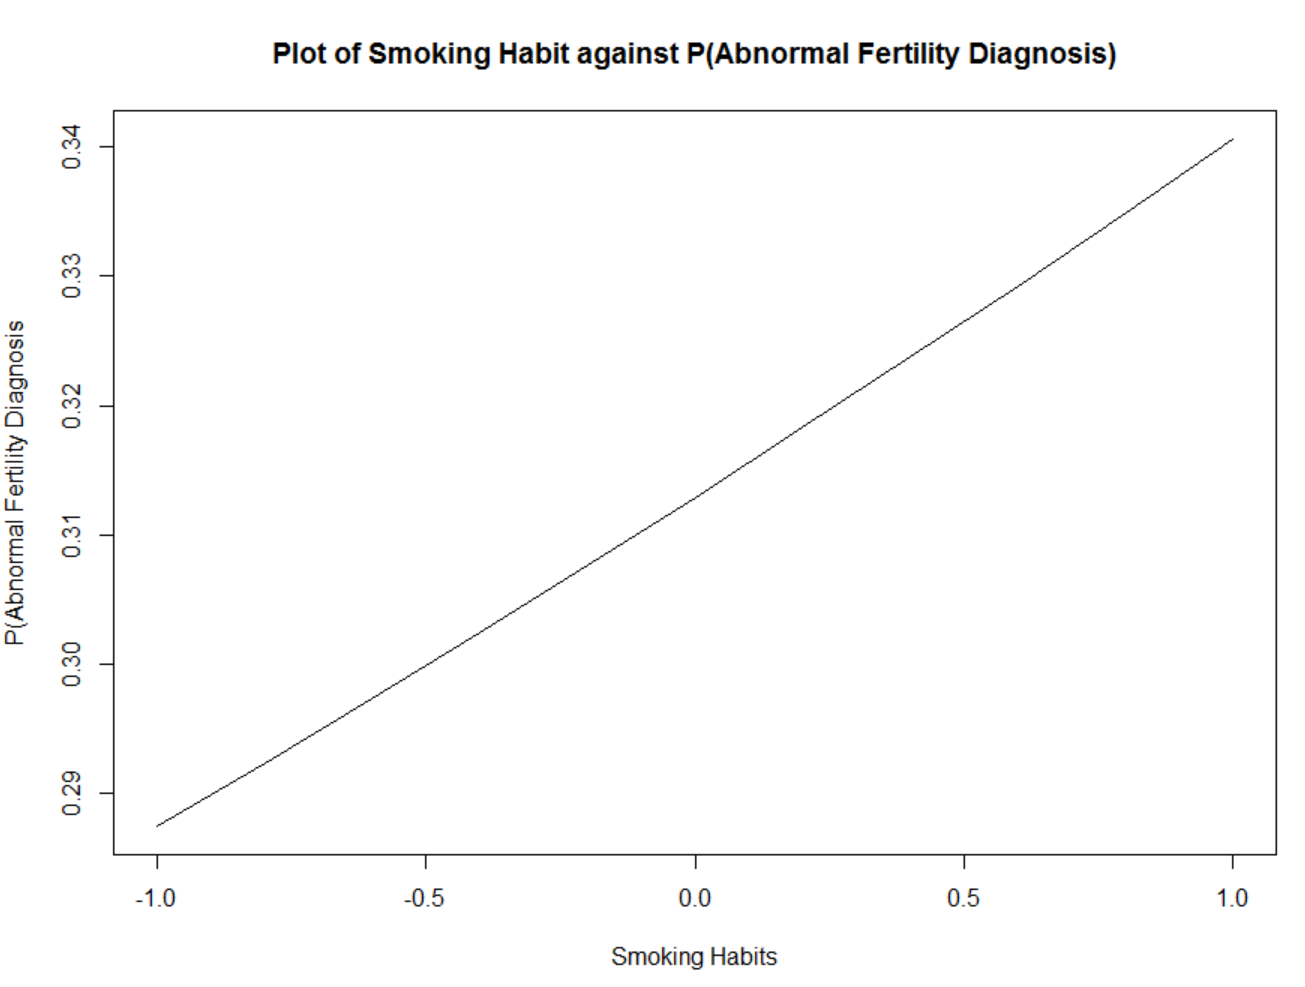 Plot of Smoking Habit against P(Abnormal Fertility Diagnosis)
P(Abnormal Fertility Diagnosis
0.34
0.33
0.32
0.31
0.30
0.29
-1.0 -0.5 0.0 0.5 1.0
Smoking Habits